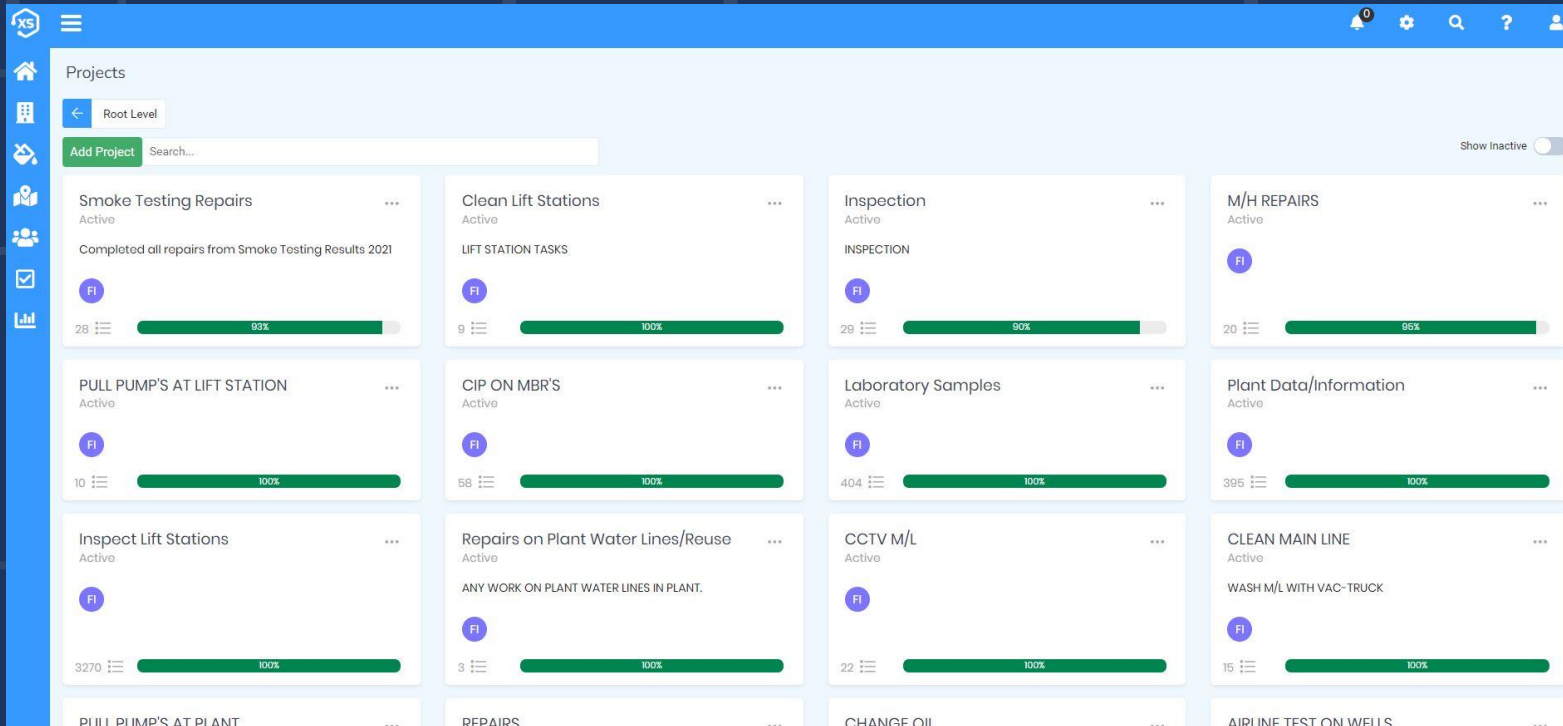 XS
0
?
Projects
Root Level
Add Project
Search...
Show Inactive
Smoke Testing Repairs
Active
Completed all repairs from Smoke Testing Results 2021
FI
28
93%
Clean Lift Stations
Active
LIFT STATION TASKS
FI
9
100%
Inspection
Active
INSPECTION
FI
29
90%
M/H REPAIRS
Active
FI
20
95%
PULL PUMP'S AT LIFT STATION
Active
FI
10
100%
CIP ON MBR'S
Active
FI
58
100%
Laboratory Samples
Active
FI
404
100%
Plant Data/Information
Active
FI
395
100%
Inspect Lift Stations
Active
FI
3270
100%
Repairs on Plant Water Lines/Reuse
Active
ANY WORK ON PLANT WATER LINES IN PLANT.
FI
3
100%
CCTV M/L
Active
FI
22
100%
CLEAN MAIN LINE
Active
WASH M/L WITH VAC-TRUCK
FI
15
100%
PULL PUMP'S AT PLANT
REPAIRS
CHANGE OIL
AIRLINE TEST ON WELLS